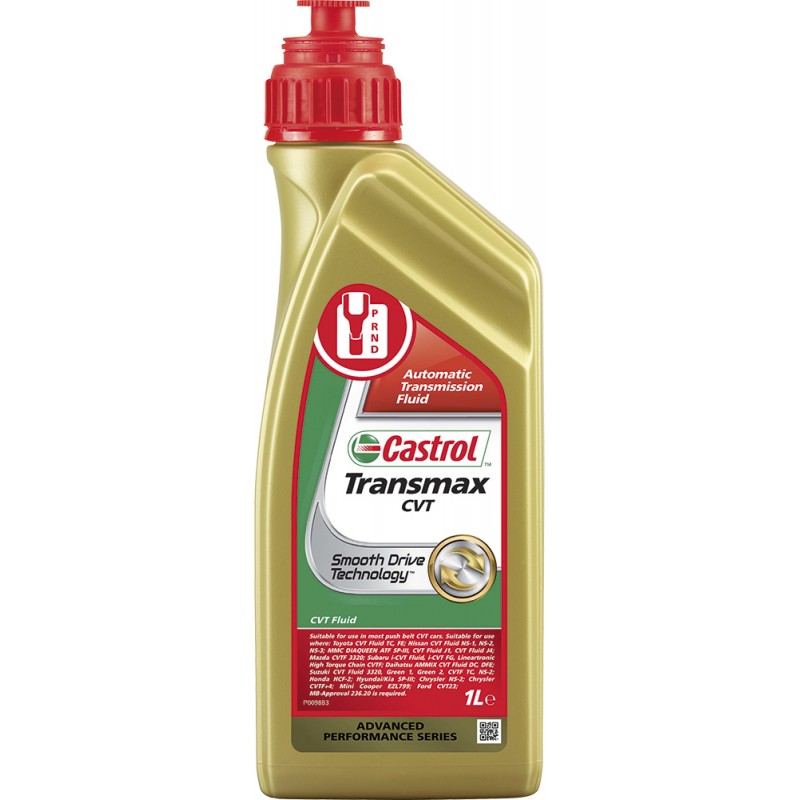 P
R
N
D
Automatic
Transmission
Fluid
Castrol™
Transmax
CVT
Smooth Drive
Technology™
CVT Fluid
Suitable for use in most push belt CVT cars. Suitable for use
where: Toyota CVT Fluid TC, FE; Nissan CVT Fluid NS-1, NS-2,
NS-3; MMC DIAQUEEN ATF SP-III, CVT Fluid J1, CVT Fluid J4;
Mazda CVTF 3320; Subaru i-CVT Fluid, i-CVT FG, Lineartronic
High Torque Chain CVTF; Daihatsu AMMIX CVT Fluid DC, DFE;
Suzuki CVT Fluid 3320, Green 1, Green 2, CVTF TC, NS-2;
Honda HCF-2; Hyundai/Kia SP-III; Chrysler NS-2; Chrysler
CVTF+4; Mini Cooper EZL799; Ford CVT23;
MB-Approval 236.20 is required.
P009883
1L℮
ADVANCED
PERFORMANCE SERIES